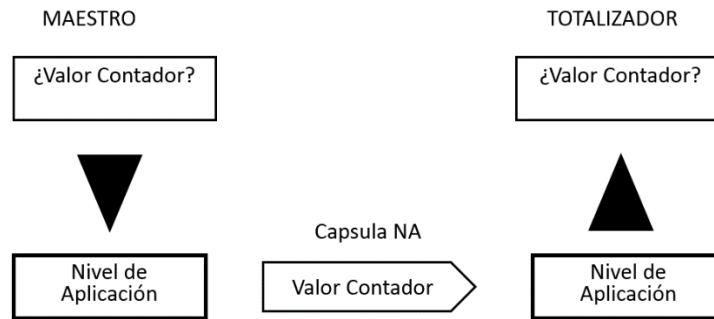 MAESTRO
TOTALIZADOR
¿Valor Contador?
¿Valor Contador?
Capsula NA
Nivel de
Aplicación
Valor Contador
Nivel de
Aplicación